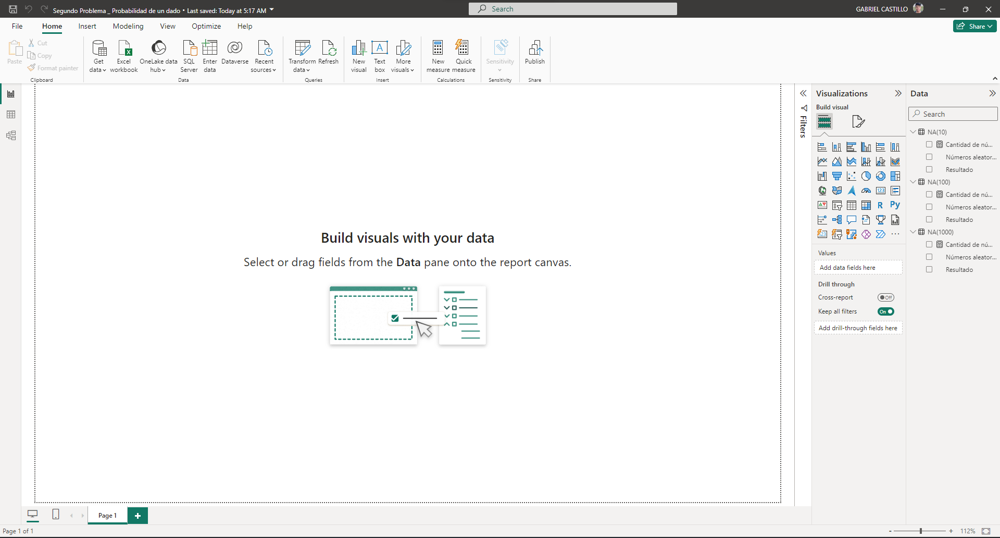 Segundo Problema _ Probabilidad de un dado • Last saved: Today at 5:17 AM
Search
GABRIEL CASTILLO
File Home Insert Modeling View Optimize Help
Share
Paste
Cut
Copy
Format painter
Clipboard
Get data
Excel workbook
OneLake data hub
SQL Server
Enter data
Dataverse
Recent sources
Data
Transform data
Refresh
Queries
New visual
Text box
More visuals
Insert
New measure
Quick measure
Calculations
Sensitivity
Sensitivity
Publish
Share
Build visuals with your data
Select or drag fields from the Data pane onto the report canvas.
Filters
Visualizations
Build visual
123
R
Py
123
Values
Add data fields here
Drill through
Cross-report
Off
Keep all filters
On
Add drill-through fields here
Data
Search
NA(10)
Cantidad de nú...
Números aleator...
Resultado
NA(100)
Cantidad de nú...
Números aleator...
Resultado
NA(1000)
Cantidad de nú...
Números aleator...
Resultado
Page 1
Page 1 of 1
- + 112%